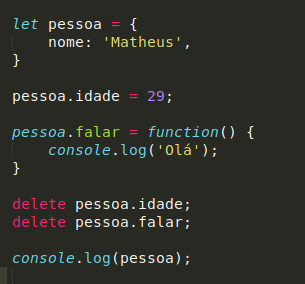 let pessoa = {
    nome: 'Matheus',
}
pessoa.idade = 29;
pessoa.falar = function() {
    console.log('Olá');
}
delete pessoa.idade;
delete pessoa.falar;
console.log(pessoa);